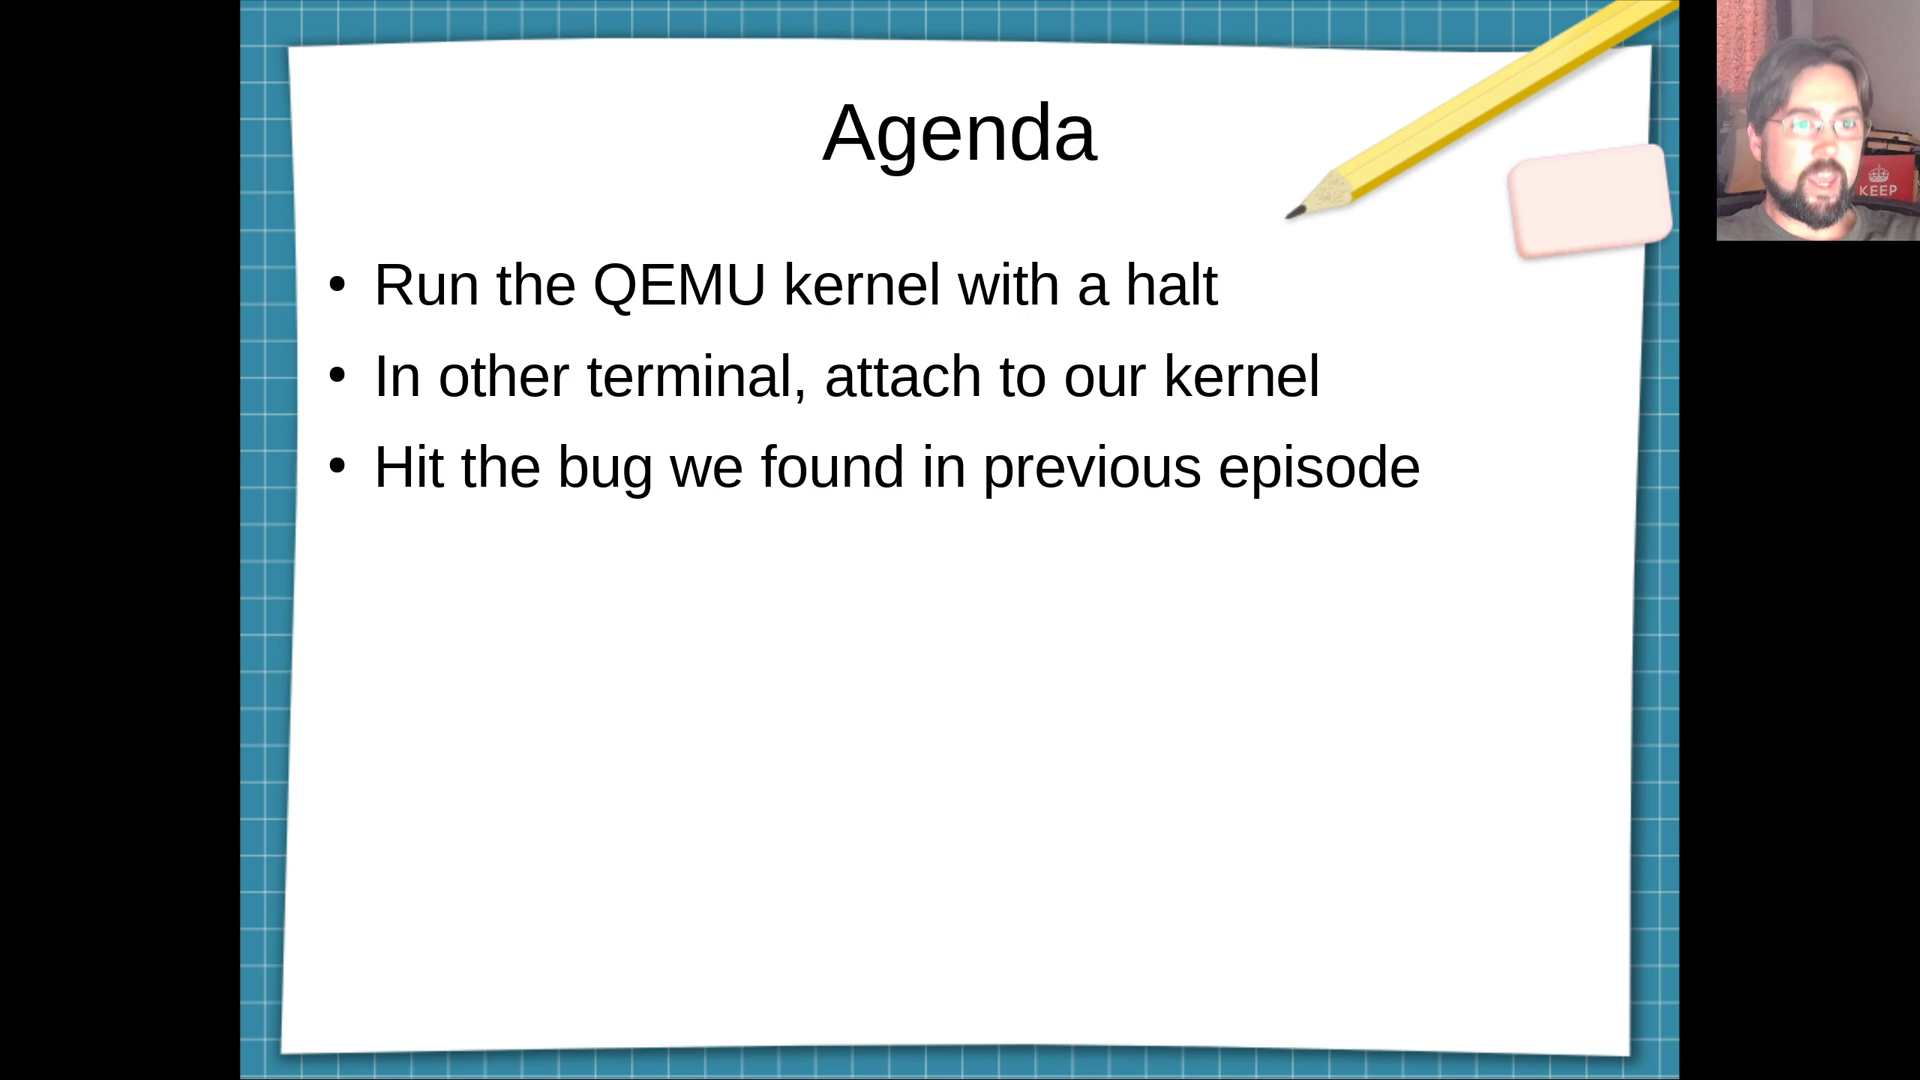 Agenda
• Run the QEMU kernel with a halt
• In other terminal, attach to our kernel
• Hit the bug we found in previous episode
KEEP